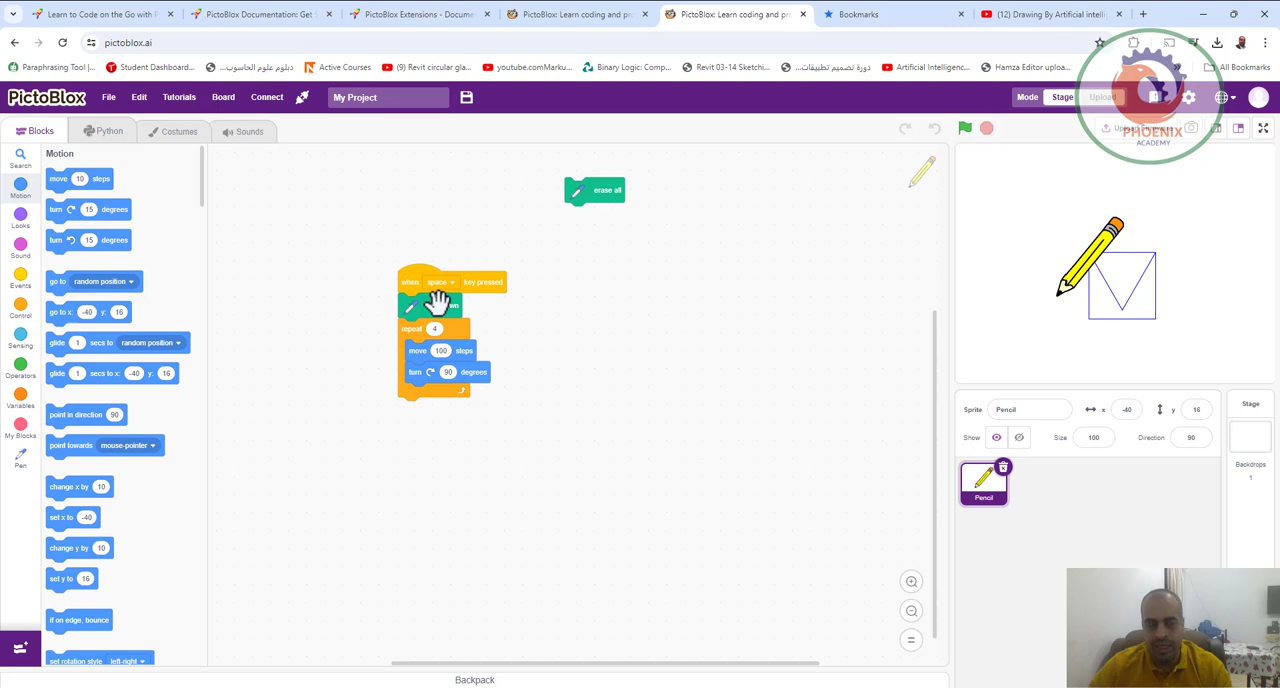 Learn to Code on the Go with P
PictoBlox Documentation: Get S
PictoBlox Extensions - Docume
PictoBlox: Learn coding and pr
PictoBlox: Learn coding and pr
Bookmarks
(12) Drawing By Artificial intelli
pictoblox.ai
Paraphrasing Tool |...
Student Dashboard
دبلوم علوم الحاسوب...
Active Courses
(9) Revit scular glass
youtube.comMarku...
Binary Logic: Comp...
Revit 03-14 Sketchi...
دورة تصميم تطبيقات...
Artificial Intelligenc...
Hamza Editor uploa...
All Bookmarks
PictoBlox
File
Edit
Tutorials
Board
Connect
My Project
Mode
Stage
Upload
PHOENIX
ACADEMY
Blocks
Python
Costumes
Sounds
Search
Motion
Looks
Sound
Events
Control
Sensing
Operators
Variables
My Blocks
Pen
Motion
move 10 steps
turn 15 degrees
turn 15 degrees
go to random position
go to x: -40 y: 16
glide 1 secs to random position
glide 1 secs to x: -40 y: 16
point in direction 90
point towards mouse-pointer
change x by 10
set x to -40
change y by 10
set y to 16
if on edge, bounce
set rotation style left-right
erase all
when space key pressed
repeat 4
move 100 steps
turn 90 degrees
Backpack
Sprite Pencil x -40 y 16
Show Size 100 Direction 90
Pencil
Stage
Backdrops
1